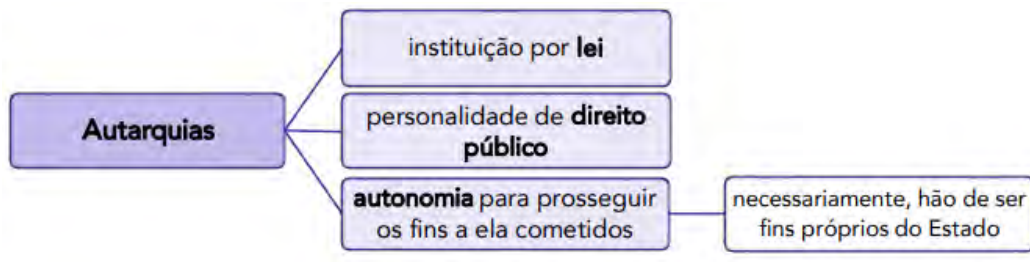 Autarquias
instituição por lei
personalidade de direito
público
autonomia para prosseguir
os fins a ela cometidos
necessariamente, hão de ser
fins próprios do Estado